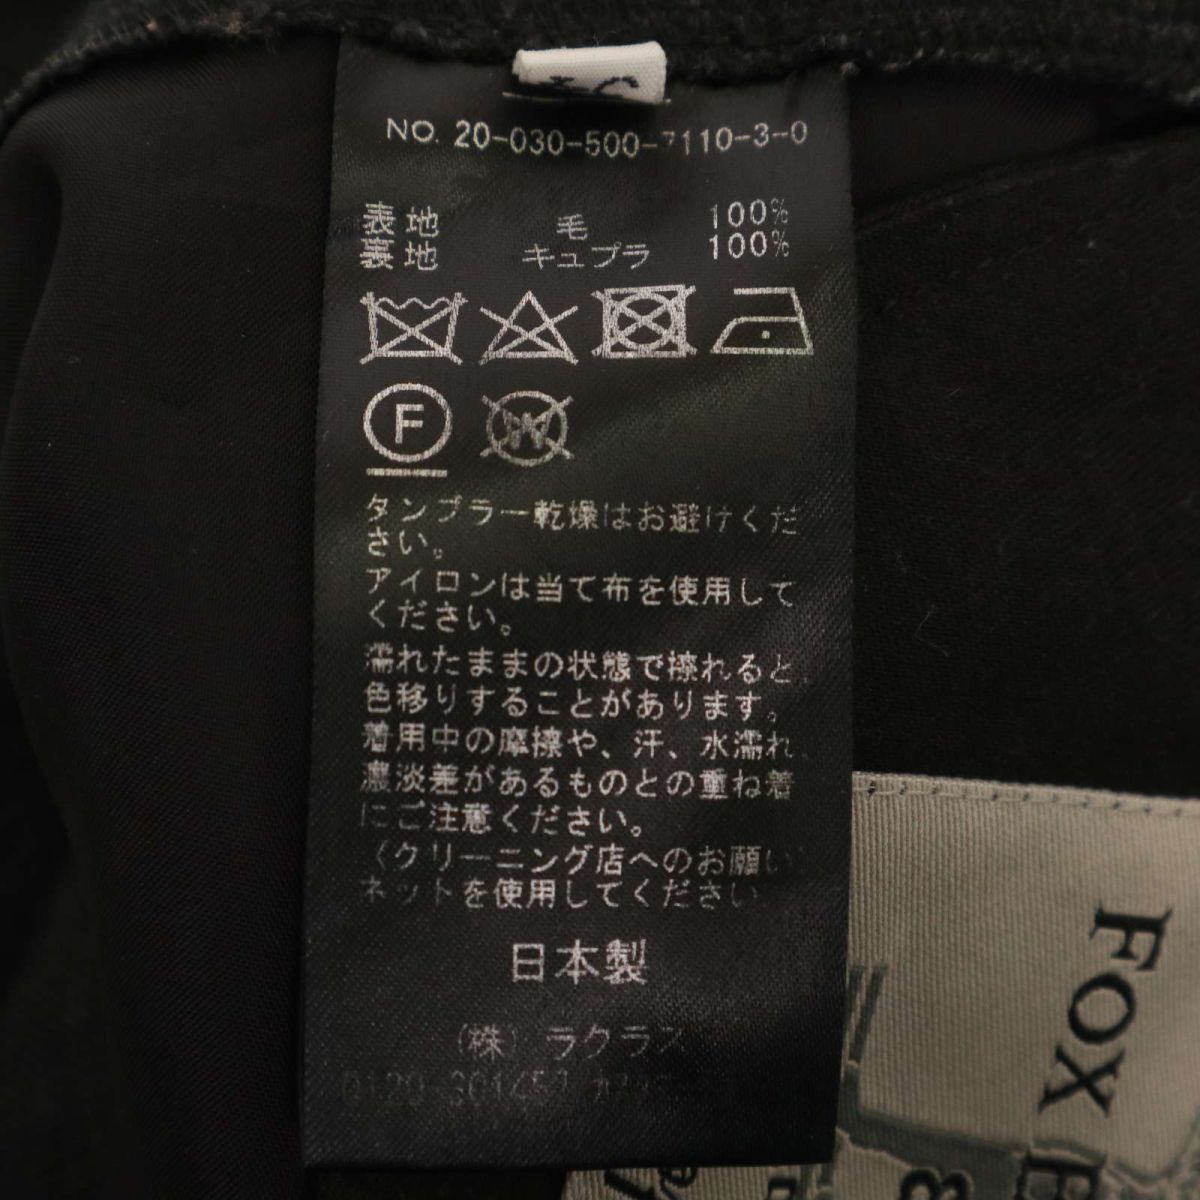 NO. 20-030-500-7110-3-0
表地 毛 100%
裏地 キュプラ 100%
F
W
タンブラー乾燥はお避けくだ
さい。
アイロンは当て布を使用して
ください。
濡れたままの状態で擦れると、
色移りすることがあります。
着用中の摩擦や、汗、水濡れ、
濃淡差があるものとの重ね着
にご注意ください。
〈クリーニング店へのお願い〉
ネットを使用してください
日本製
(株) ラクラス
FOX